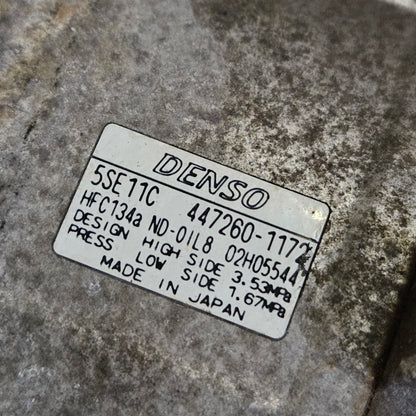 DENSO
5SE11C 447260-1172
HFC134a ND-OIL8 02H05544
DESIGN HIGH SIDE 3.53MPa
PRESS LOW SIDE 1.67MPa
MADE IN JAPAN